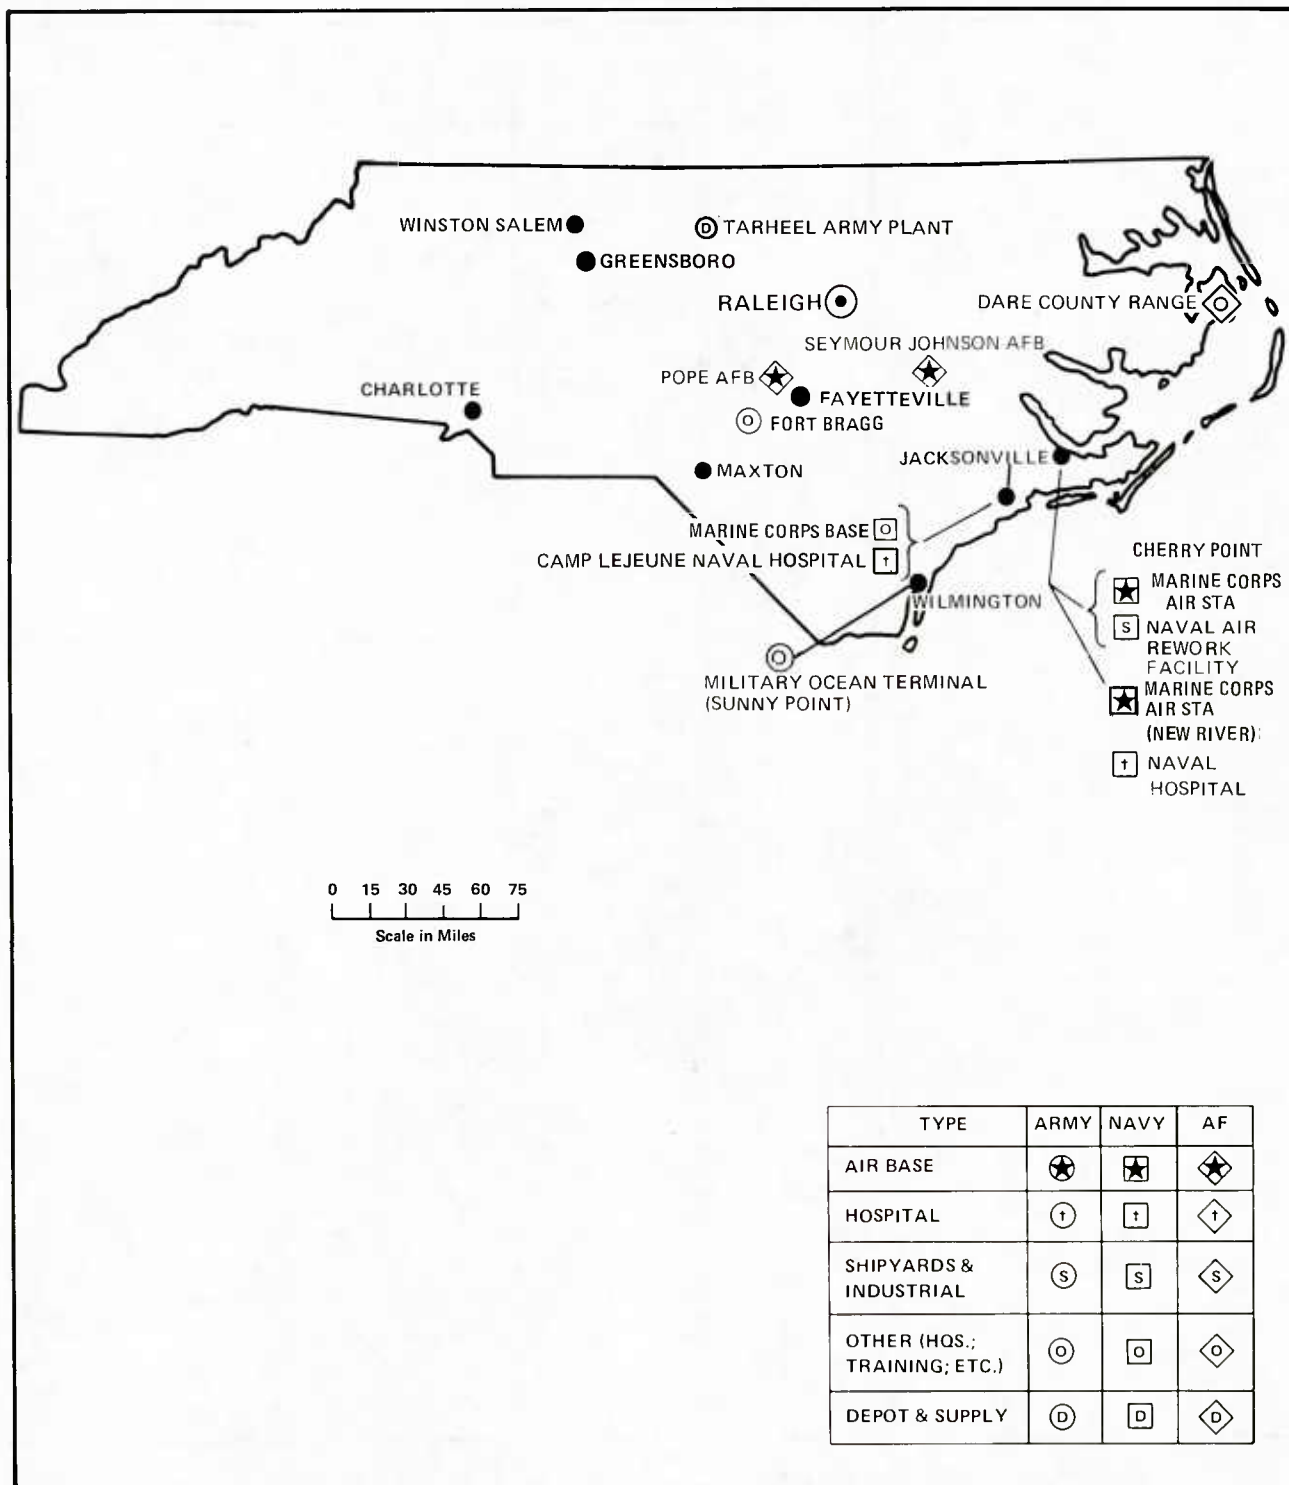 WINSTON SALEM
D TARHEEL ARMY PLANT
GREENSBORO
RALEIGH
DARE COUNTY RANGE O
SEYMOUR JOHNSON AFB
POPE AFB
CHARLOTTE
FAYETTEVILLE
O FORT BRAGG
JACKSONVILLE
MAXTON
MARINE CORPS BASE O
CAMP LEJEUNE NAVAL HOSPITAL †
WILMINGTON
O
MILITARY OCEAN TERMINAL
(SUNNY POINT)
CHERRY POINT
MARINE CORPS
AIR STA
S NAVAL AIR
REWORK
FACILITY
MARINE CORPS
AIR STA
(NEW RIVER)
† NAVAL
HOSPITAL
0 15 30 45 60 75
Scale in Miles
TYPE ARMY NAVY AF
AIR BASE
HOSPITAL † † †
SHIPYARDS &
INDUSTRIAL S S S
OTHER (HQS.;
TRAINING; ETC.) O O O
DEPOT & SUPPLY D D D